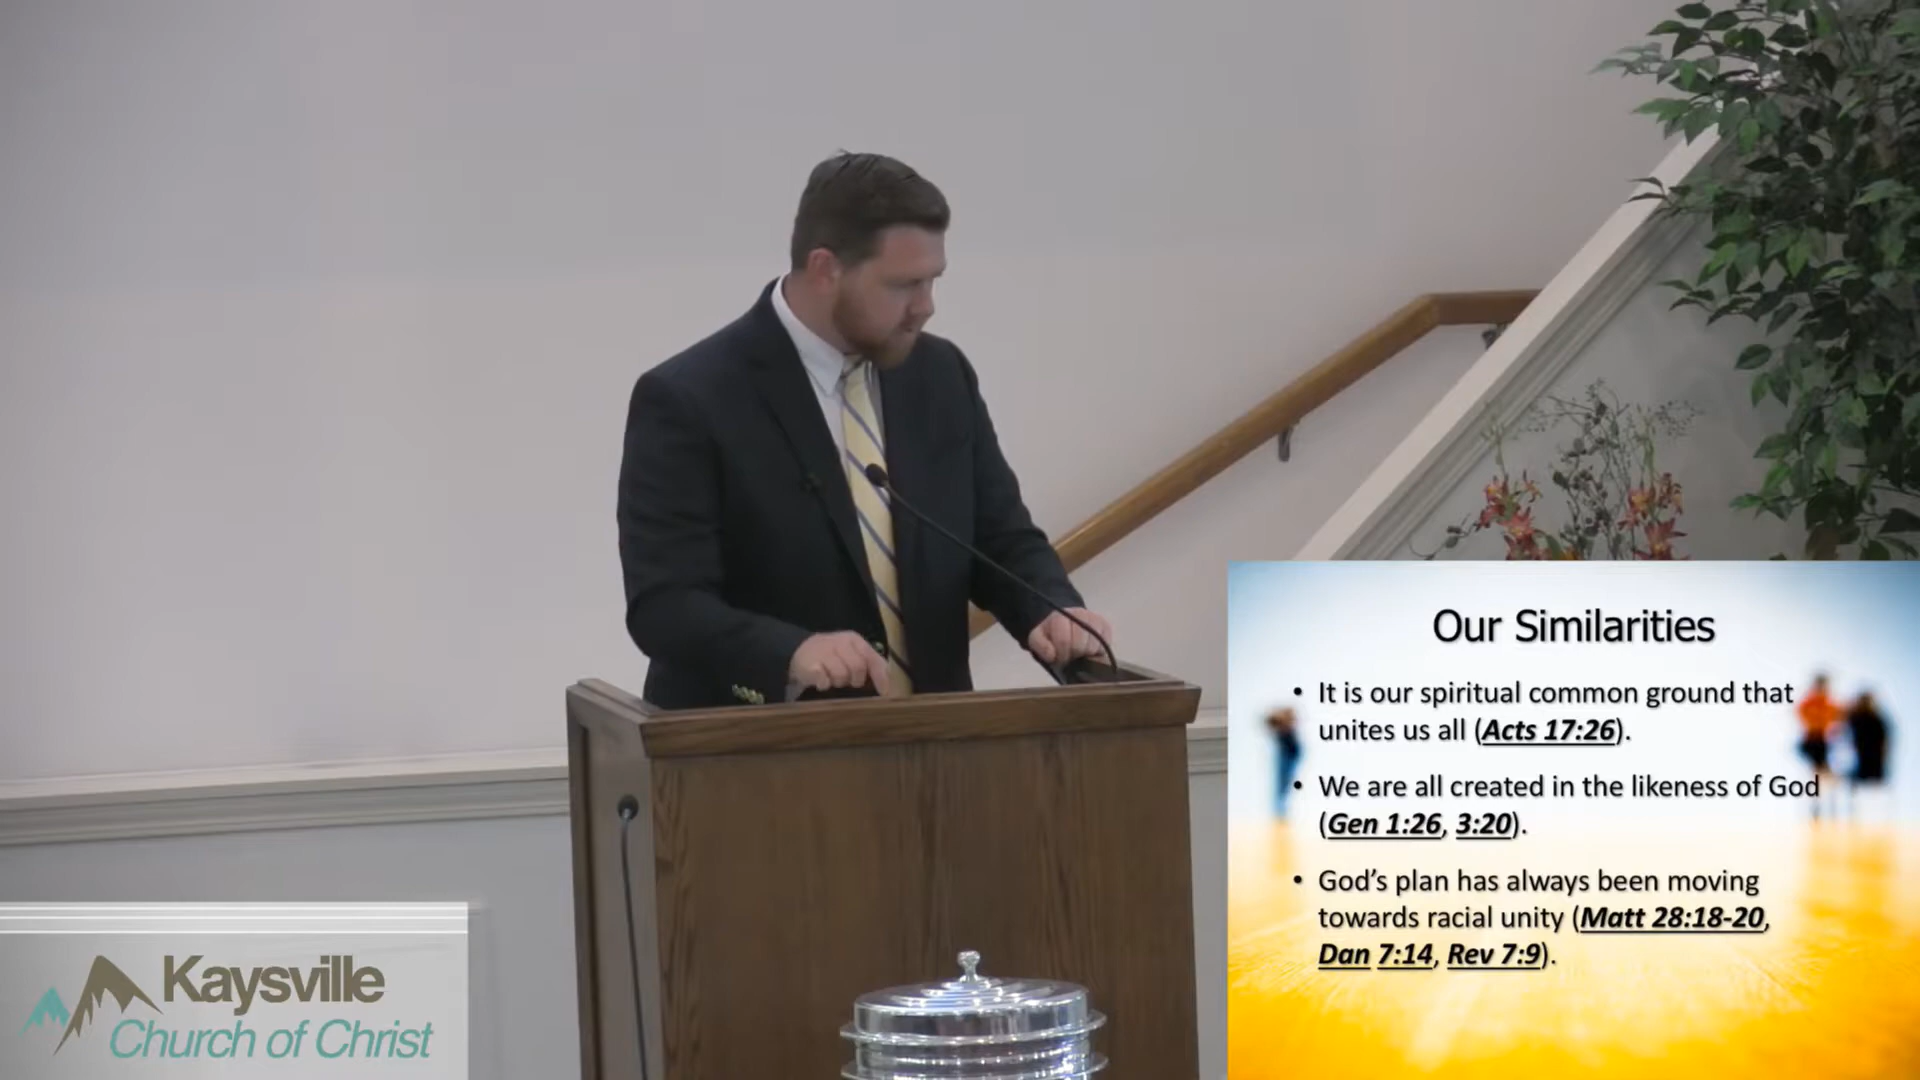 Our Similarities
• It is our spiritual common ground that
unites us all (Acts 17:26).
• We are all created in the likeness of God
(Gen 1:26, 3:20).
• God’s plan has always been moving
towards racial unity (Matt 28:18-20,
Dan 7:14, Rev 7:9).
Kaysville
Church of Christ